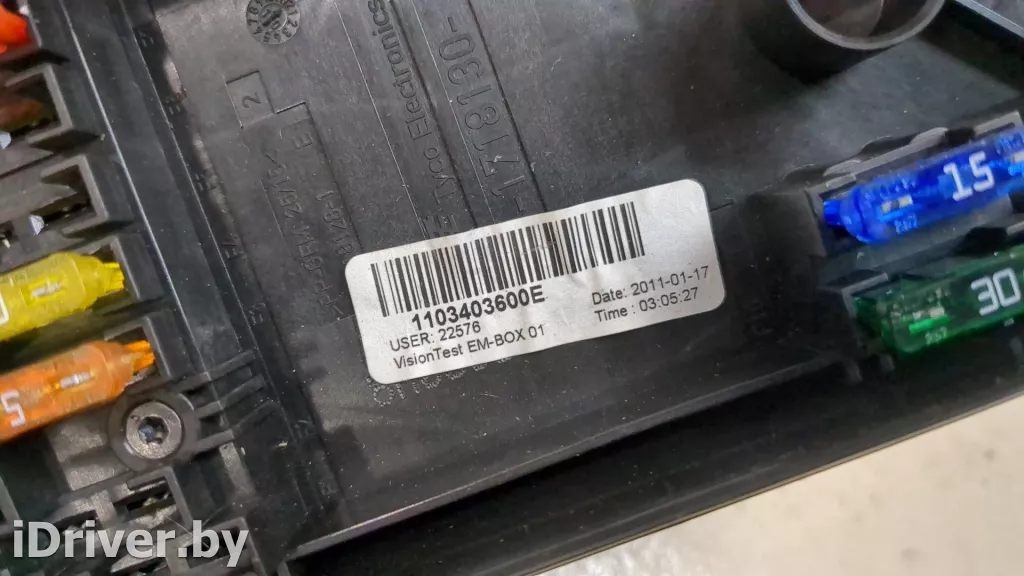 1103403600E
USER: 22576
VisionTest EM-BOX 01
Date: 2011-01-17
Time : 03:05:27
Tyco Electronics
-1718130-
2
E
15
30
5
iDriver.by